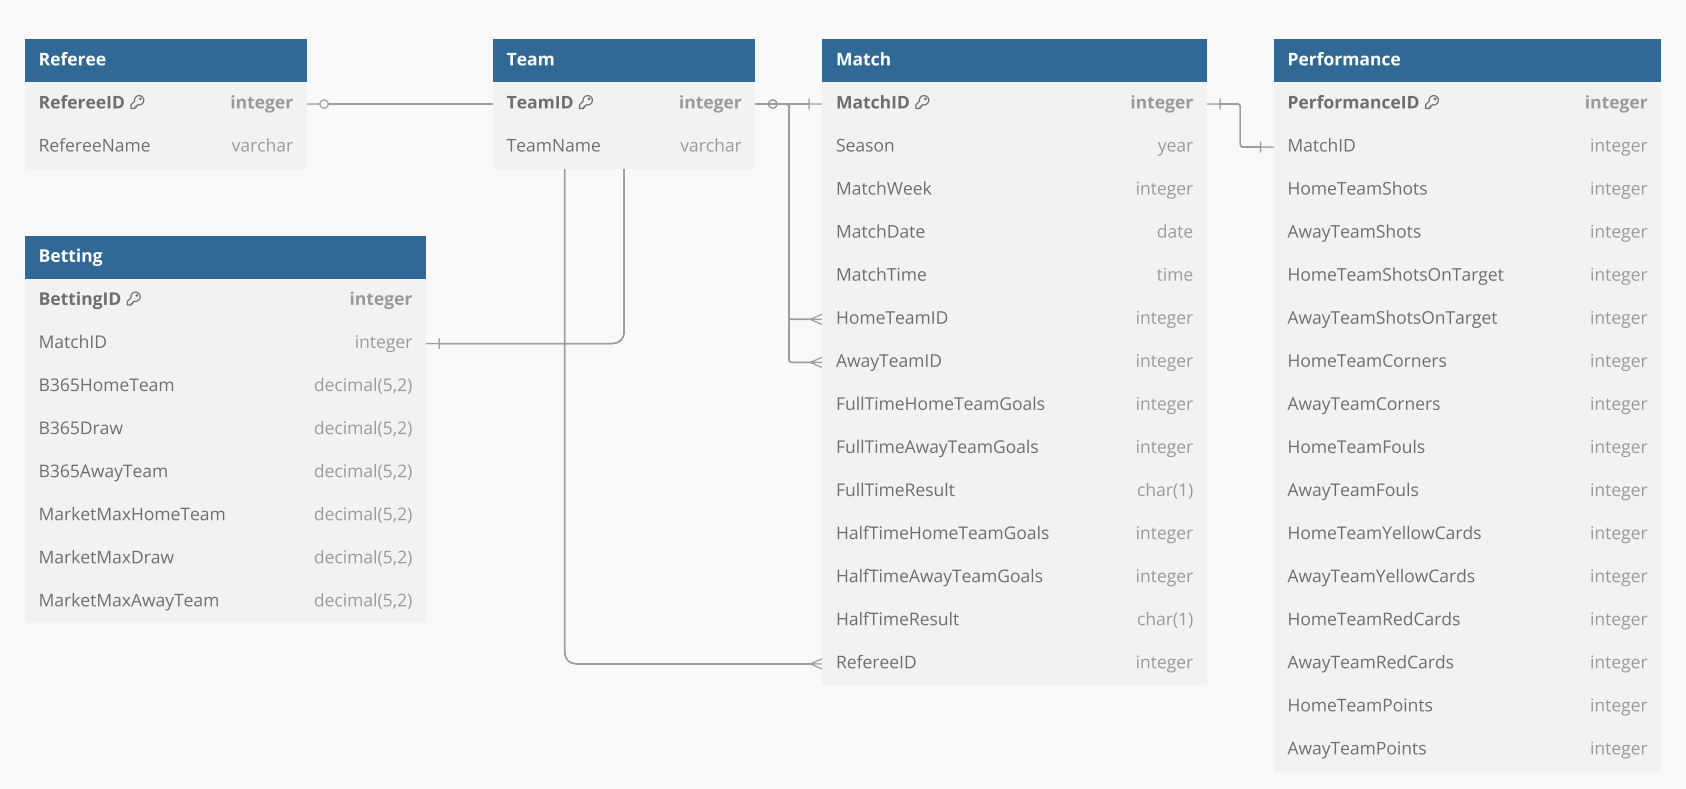 Referee
RefereeID integer
RefereeName varchar
Team
TeamID integer
TeamName varchar
Match
MatchID integer
Season year
MatchWeek integer
MatchDate date
MatchTime time
HomeTeamID integer
AwayTeamID integer
FullTimeHomeTeamGoals integer
FullTimeAwayTeamGoals integer
FullTimeResult char(1)
HalfTimeHomeTeamGoals integer
HalfTimeAwayTeamGoals integer
HalfTimeResult char(1)
RefereeID integer
Performance
PerformanceID integer
MatchID integer
HomeTeamShots integer
AwayTeamShots integer
HomeTeamShotsOnTarget integer
AwayTeamShotsOnTarget integer
HomeTeamCorners integer
AwayTeamCorners integer
HomeTeamFouls integer
AwayTeamFouls integer
HomeTeamYellowCards integer
AwayTeamYellowCards integer
HomeTeamRedCards integer
AwayTeamRedCards integer
HomeTeamPoints integer
AwayTeamPoints integer
Betting
BettingID integer
MatchID integer
B365HomeTeam decimal(5,2)
B365Draw decimal(5,2)
B365AwayTeam decimal(5,2)
MarketMaxHomeTeam decimal(5,2)
MarketMaxDraw decimal(5,2)
MarketMaxAwayTeam decimal(5,2)